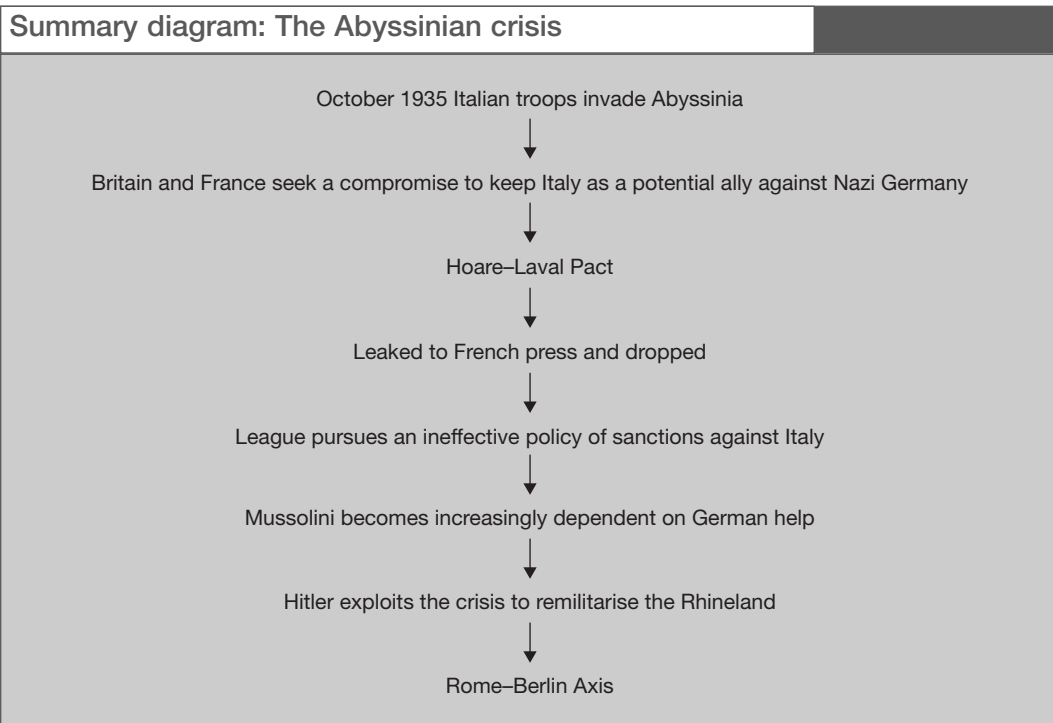 Summary diagram: The Abyssinian crisis
October 1935 Italian troops invade Abyssinia
Britain and France seek a compromise to keep Italy as a potential ally against Nazi Germany
Hoare–Laval Pact
Leaked to French press and dropped
League pursues an ineffective policy of sanctions against Italy
Mussolini becomes increasingly dependent on German help
Hitler exploits the crisis to remilitarise the Rhineland
Rome–Berlin Axis